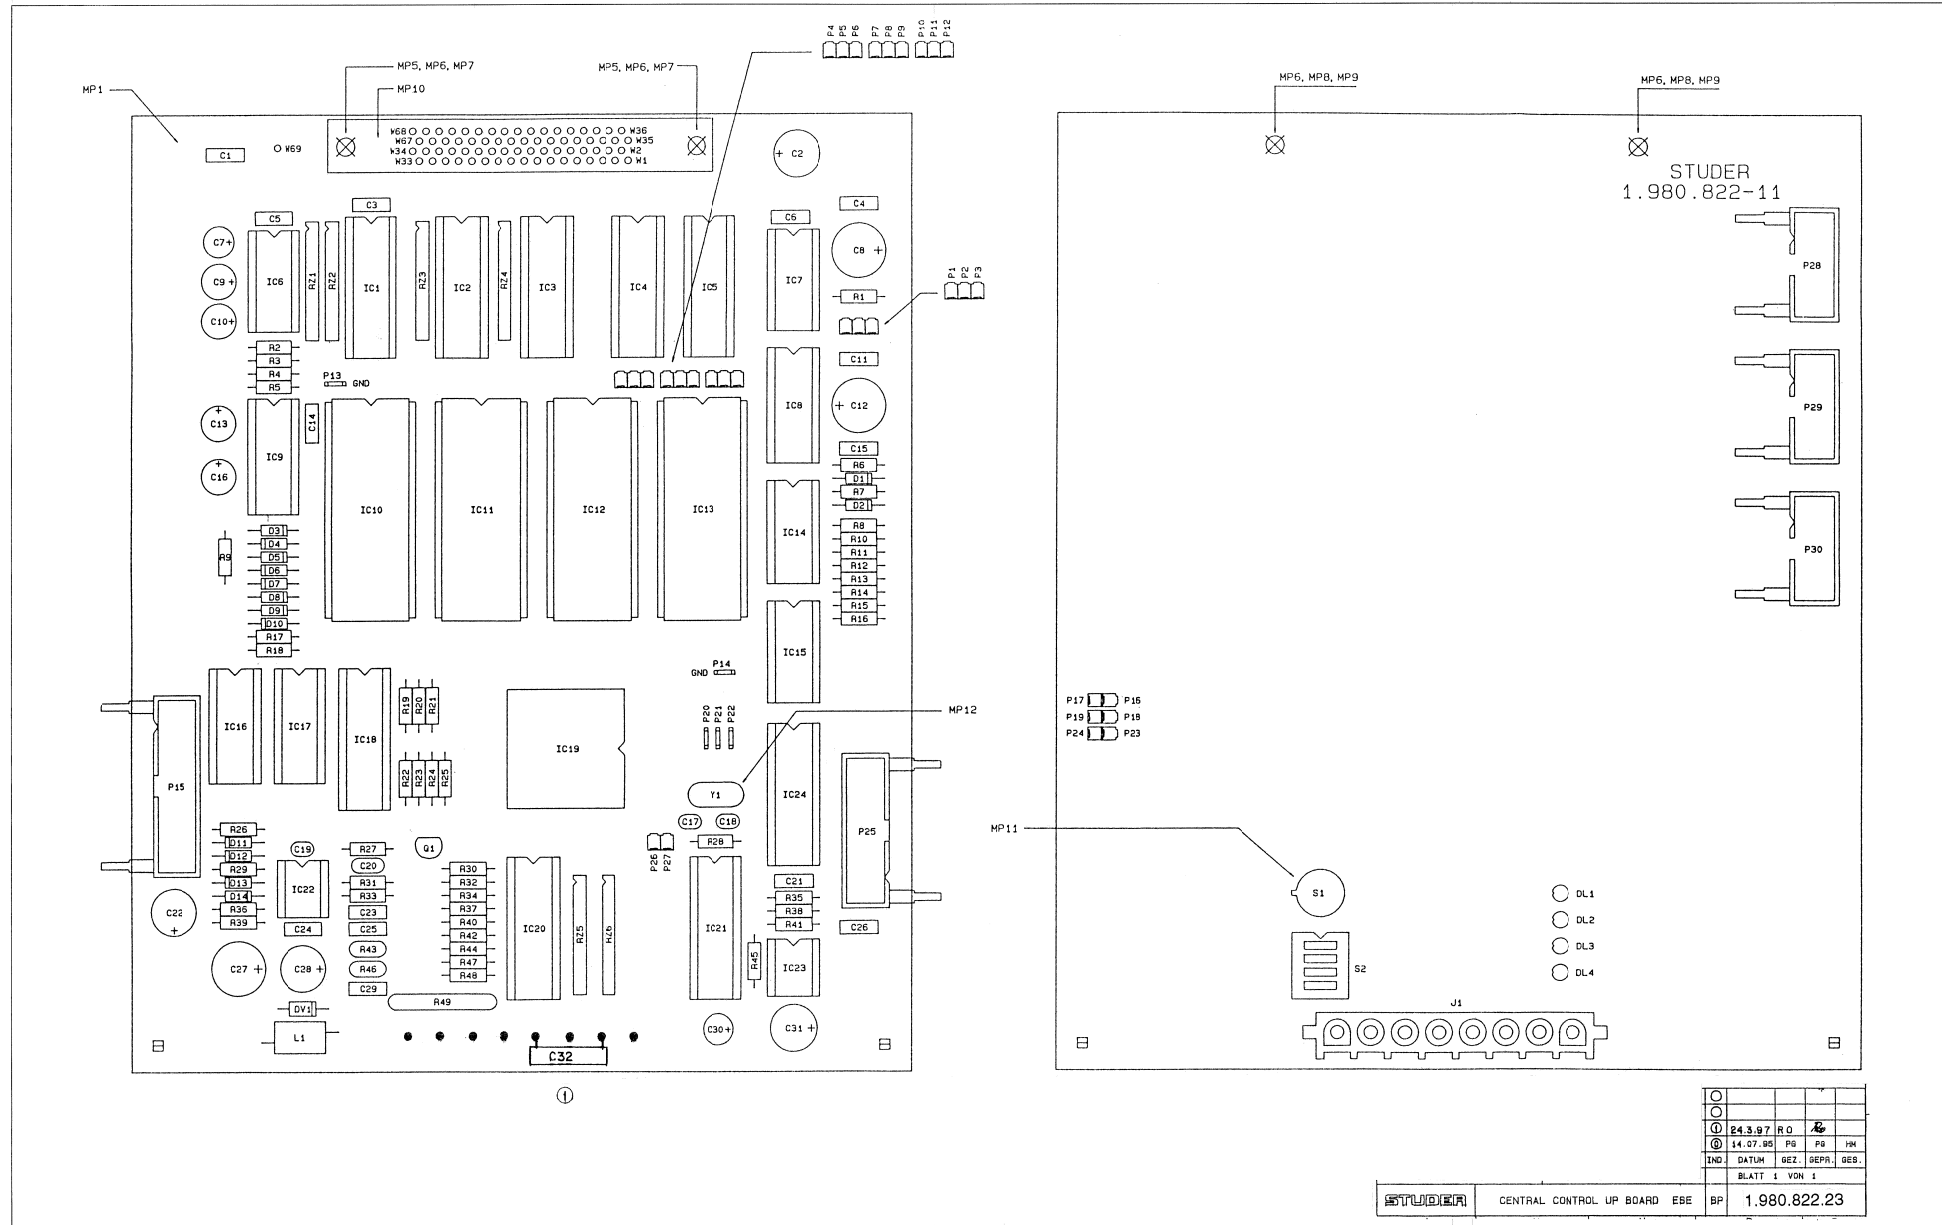 P4 P5 P6 P7 P8 P9 P10 P11 P12
MP5, MP6, MP7
MP5, MP6, MP7
MP10
MP1
MP6, MP8, MP9
MP6, MP8, MP9
W68 W36
W67 W35
W34 W2
W33 W1
C1
W69
C2
STUDER
1.980.822-11
C5
C3
C6
C4
C7+
C9+
C10+
IC6
RZ1
RZ2
IC1
RZ3
IC2
RZ4
IC3
IC4
IC5
IC7
C8 +
R1
P1 P2 P3
P28
R2
R3
R4
R5
P13
GND
C11
C13
+
C16
+
C14
IC9
IC10
IC11
IC12
IC13
IC8
+ C12
C15
R6
D1
R7
D2
P29
R9
D3
D4
D5
D6
D7
D8
D9
D10
R17
R18
IC14
R8
R10
R11
R12
R13
R14
R15
R16
P30
IC15
P14
GND
P17 P16
P19 P18
P24 P23
P15
IC16
IC17
IC18
R19
R20
R21
R22
R23
R24
R25
IC19
P20
P21
P22
MP12
Y1
C17
C18
IC24
P25
MP11
R26
D11
D12
R29
D13
D14
R36
R39
C19
IC22
C24
R27
C20
R31
R33
C23
C25
R43
R46
C29
Q1
R30
R32
R34
R37
R40
R42
R44
R47
R48
R49
IC20
RZ5
RZ6
P26
P27
R28
IC21
R45
C21
R35
R38
R41
IC23
C26
C22
+
C27 +
C28 +
DV1
L1
C32
C30+
C31 +
S1
S2
DL1
DL2
DL3
DL4
J1
1
1 24.3.97 RO
0 14.07.95 PG PG HM
IND. DATUM GEZ. GEPR. GES.
BLATT 1 VON 1
STUDER CENTRAL CONTROL UP BOARD ESE BP 1.980.822.23